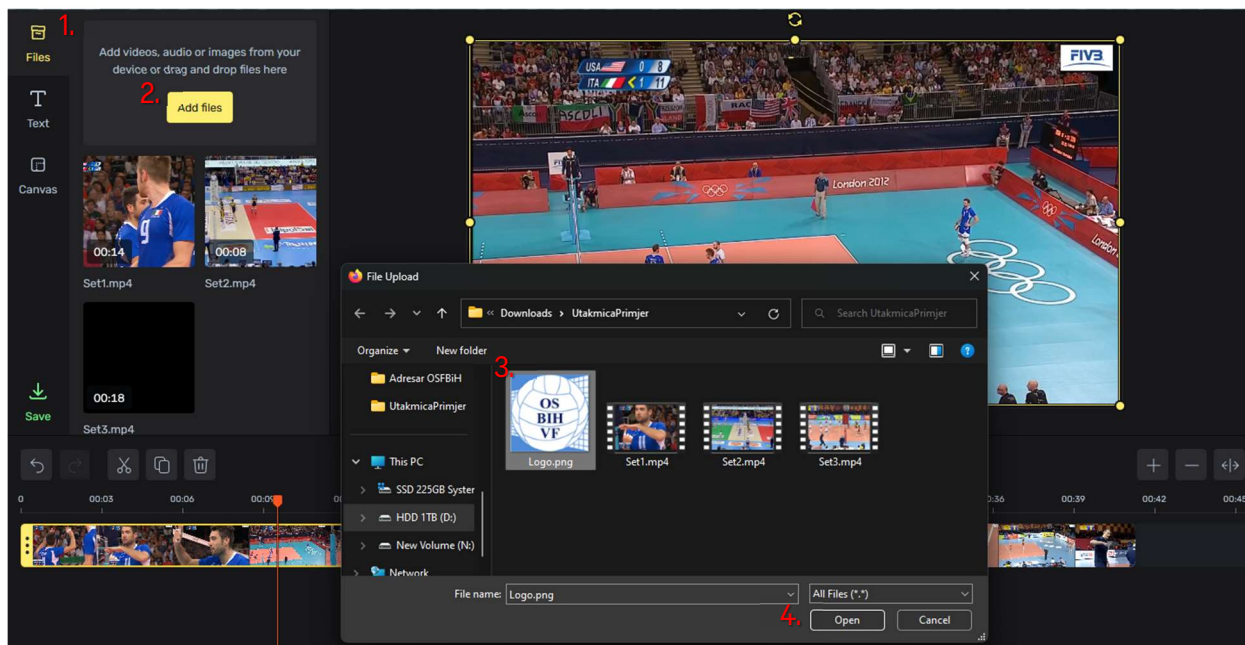 1.
Files
Add videos, audio or images from your
device or drag and drop files here
2.
Add files
Text
Canvas
00:14
00:08
Set1.mp4
Set2.mp4
00:18
Set3.mp4
Save
USA 0 8
ITA 1 11
FIVB
ASCOLI
London 2012
London
File Upload
« Downloads › UtakmicaPrimjer
Search UtakmicaPrimjer
Organize
New folder
3.
Adresar OSFBiH
UtakmicaPrimjer
This PC
SSD 225GB Syster
HDD 1TB (D:)
New Volume (N:)
Network
OS
BIH
VF
Logo.png
Set1.mp4
Set2.mp4
Set3.mp4
File name: Logo.png
All Files (*.*)
4.
Open
Cancel
0
00:03
00:06
00:09
:36
00:39
00:42
00:45